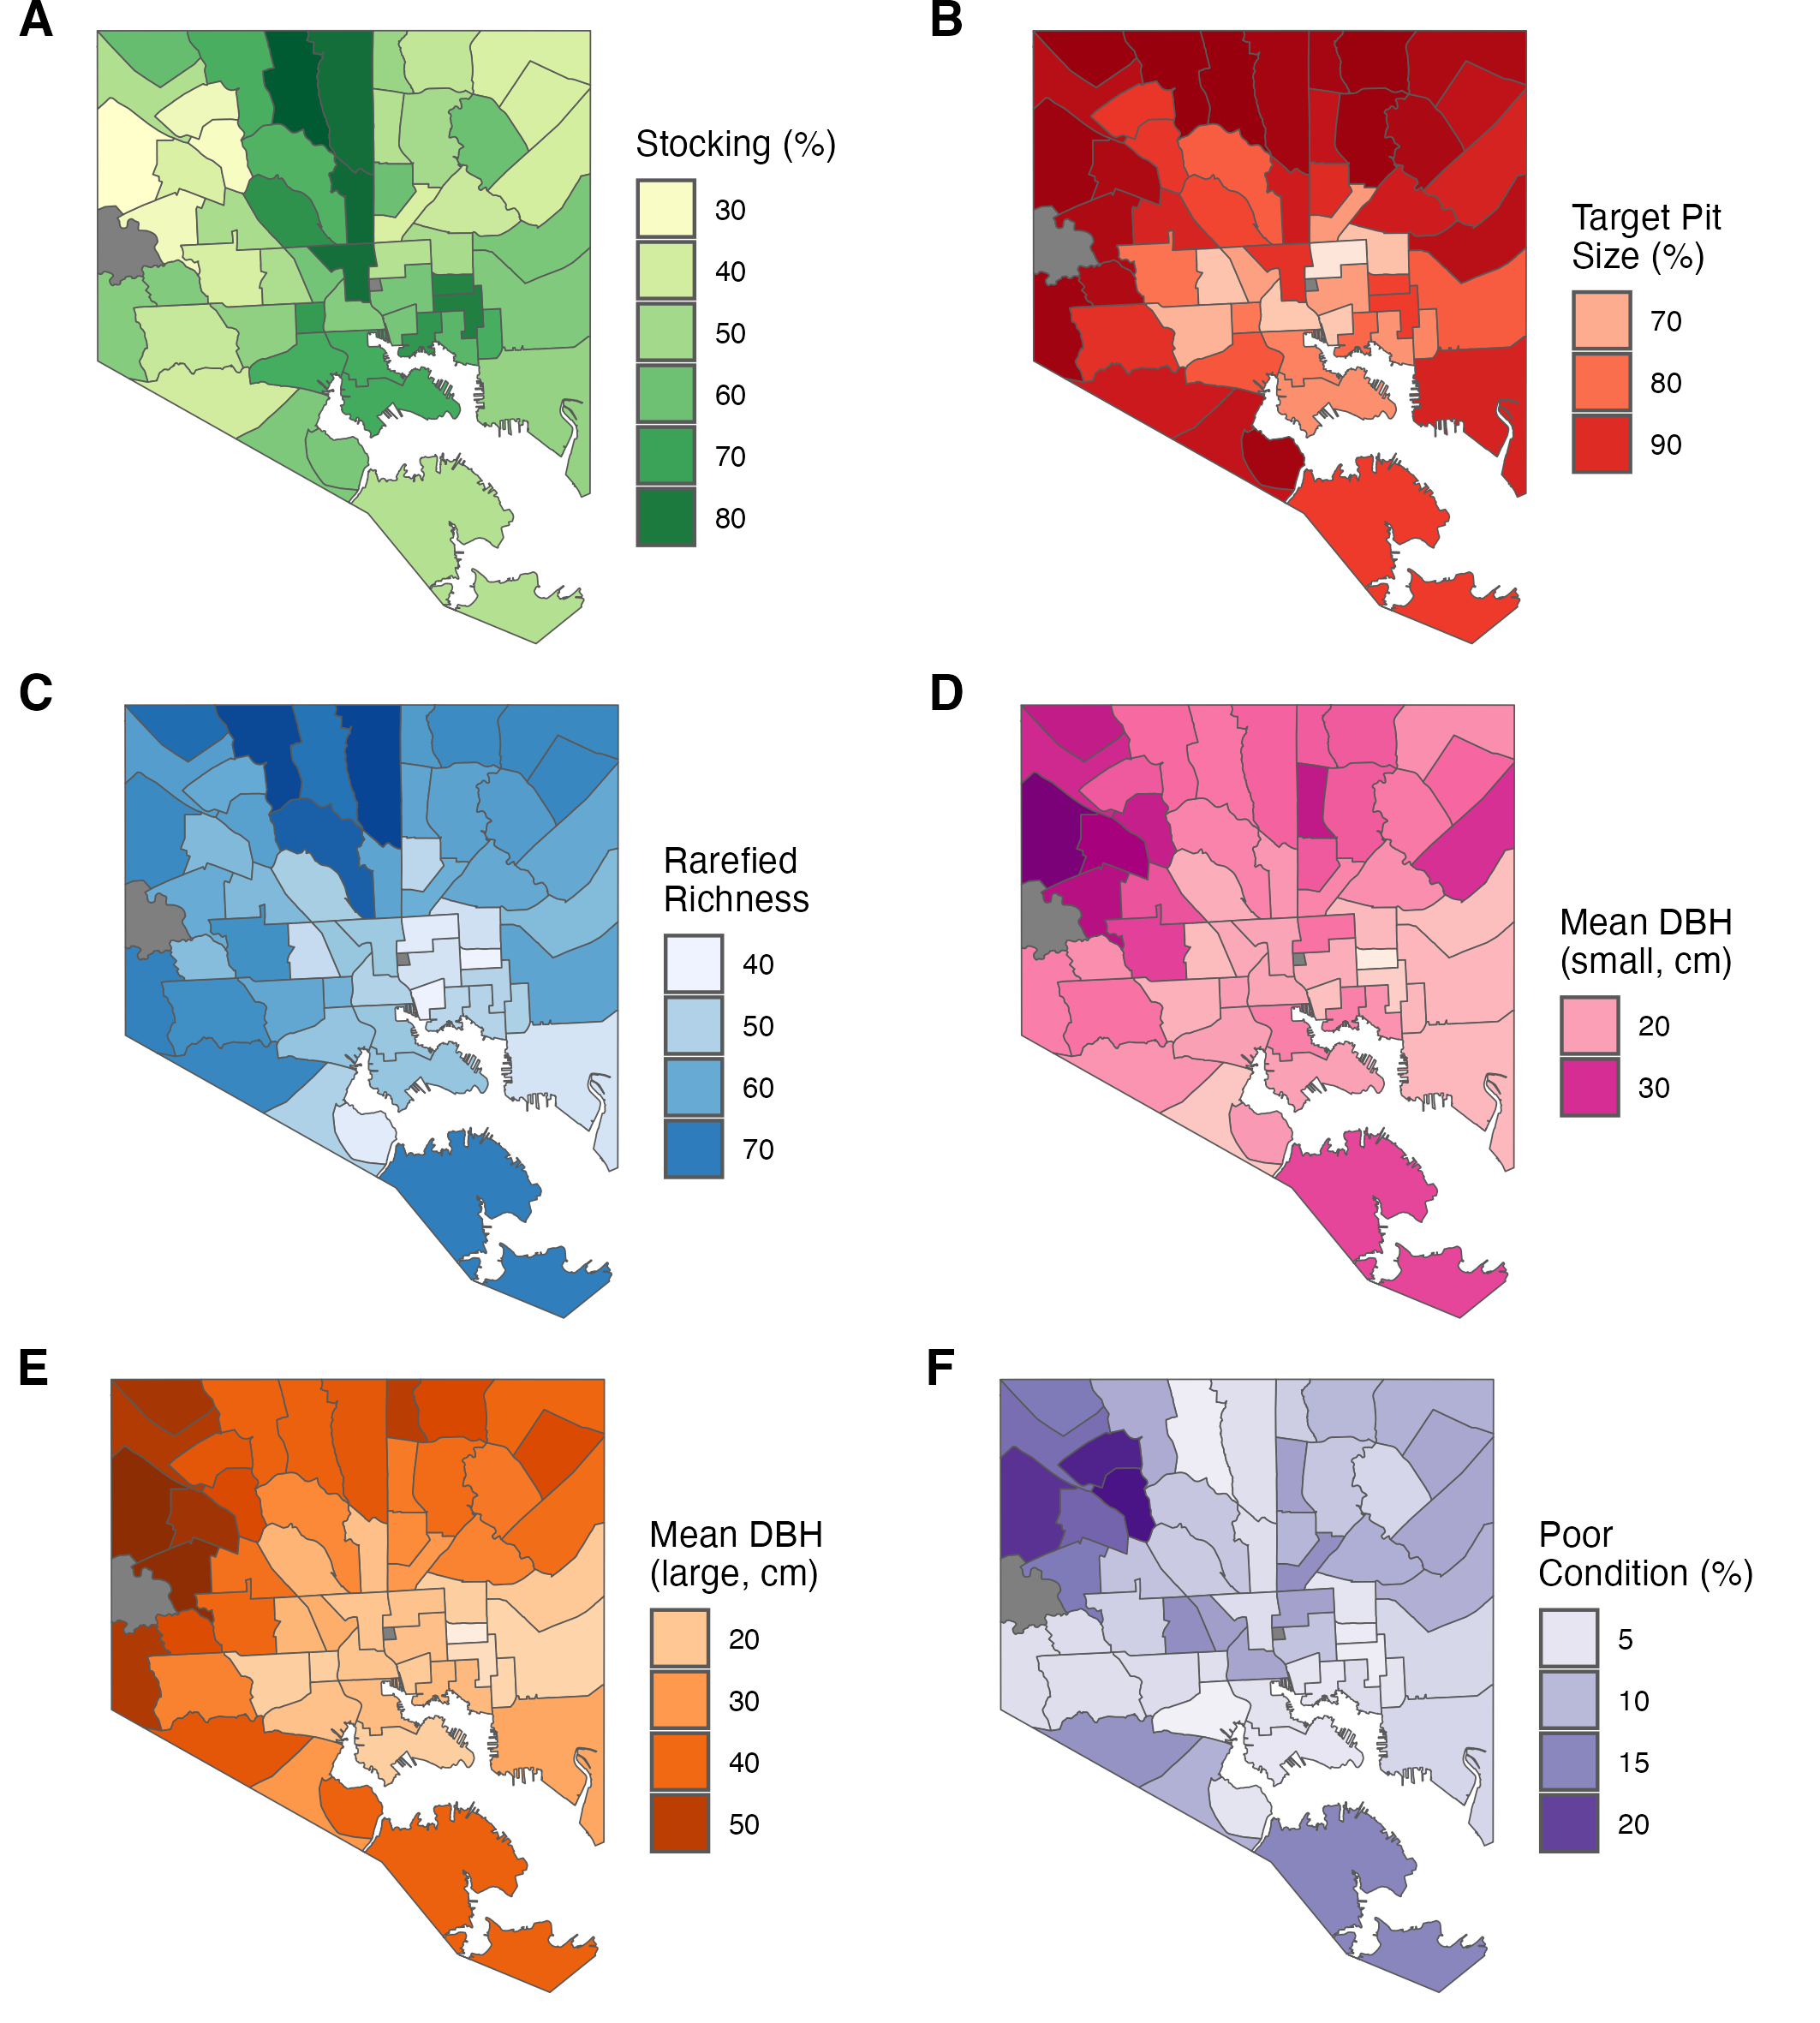 A
Stocking (%)
30
40
50
60
70
80
B
Target Pit
Size (%)
70
80
90
C
Rarefied
Richness
40
50
60
70
D
Mean DBH
(small, cm)
20
30
E
Mean DBH
(large, cm)
20
30
40
50
F
Poor
Condition (%)
5
10
15
20